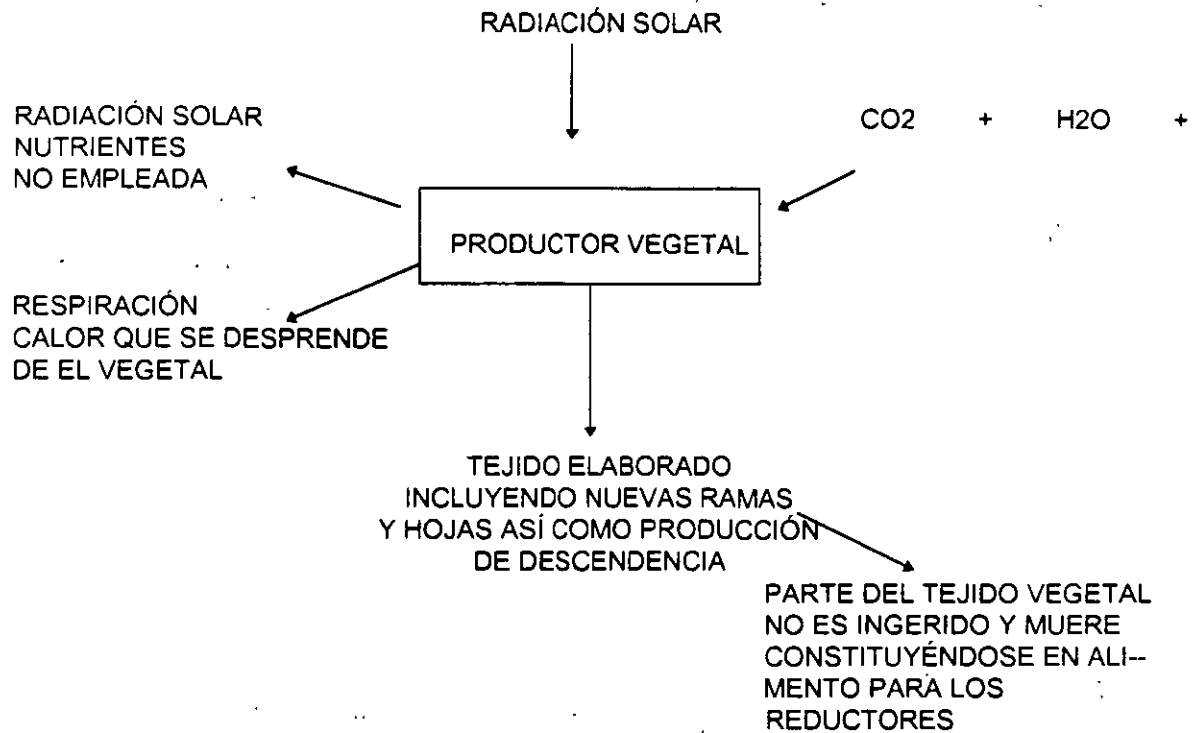 RADIACIÓN SOLAR
RADIACIÓN SOLAR
NUTRIENTES
NO EMPLEADA
CO2 + H2O +
PRODUCTOR VEGETAL
RESPIRACIÓN
CALOR QUE SE DESPRENDE
DE EL VEGETAL
TEJIDO ELABORADO
INCLUYENDO NUEVAS RAMAS
Y HOJAS ASÍ COMO PRODUCCIÓN
DE DESCENDENCIA
PARTE DEL TEJIDO VEGETAL
NO ES INGERIDO Y MUERE
CONSTITUYÉNDOSE EN ALI--
MENTO PARA LOS
REDUCTORES